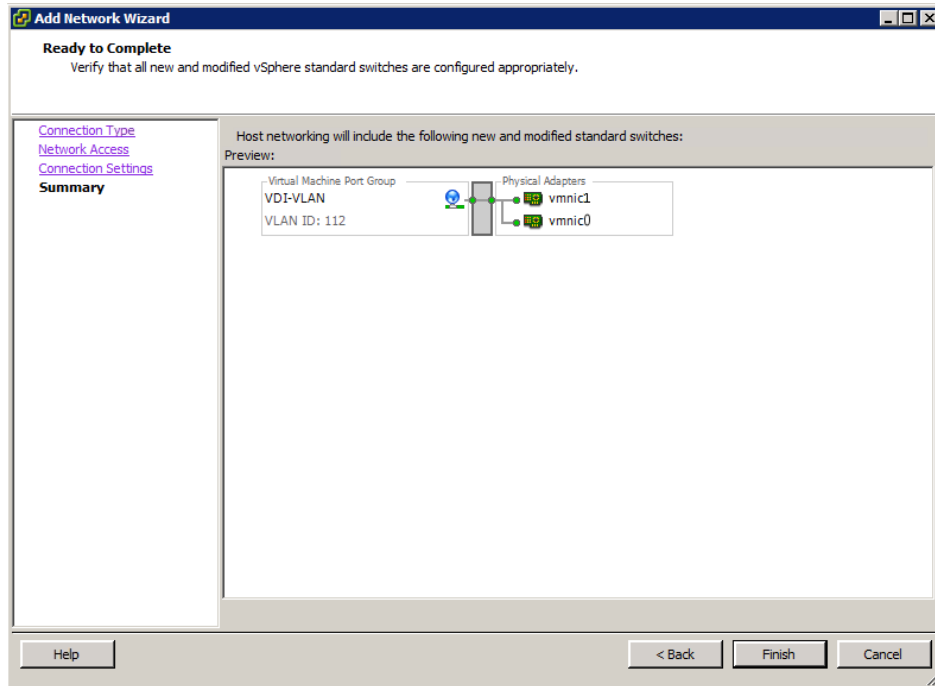 Add Network Wizard
Ready to Complete
Verify that all new and modified vSphere standard switches are configured appropriately.
Connection Type
Network Access
Connection Settings
Summary
Host networking will include the following new and modified standard switches:
Preview:
Virtual Machine Port Group
Physical Adapters
VDI-VLAN
vmnic1
VLAN ID: 112
vmnic0
Help
< Back
Finish
Cancel